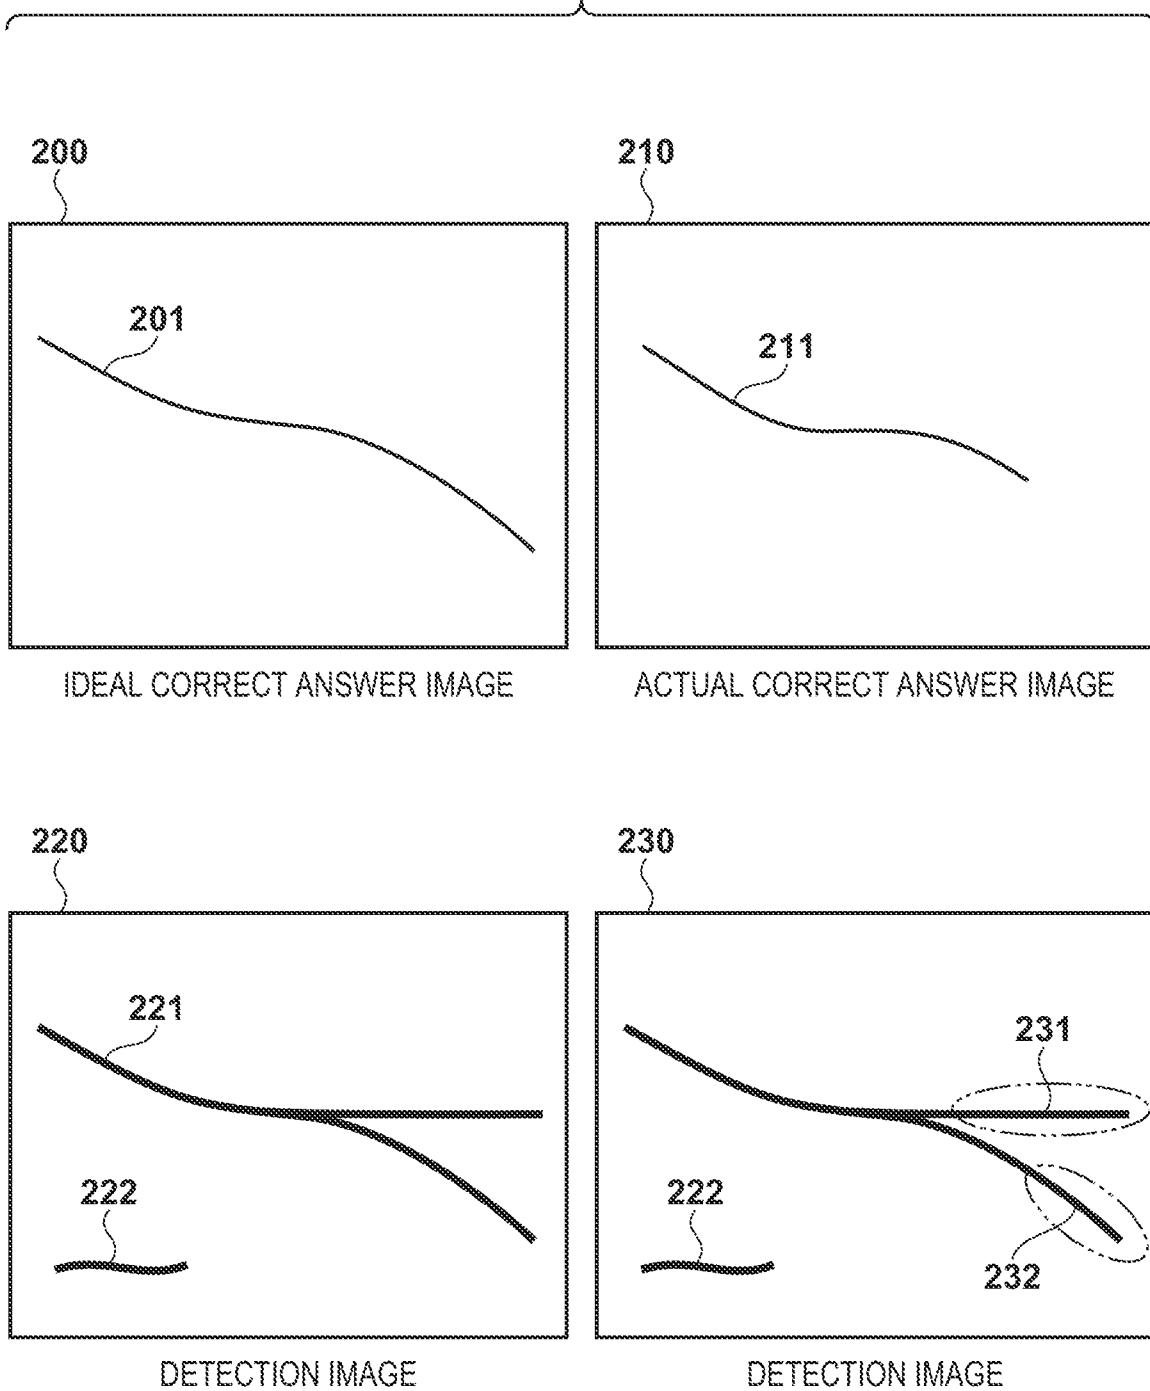 200
210
201
211
IDEAL CORRECT ANSWER IMAGE
ACTUAL CORRECT ANSWER IMAGE
220
230
221
231
222
222
232
DETECTION IMAGE
DETECTION IMAGE